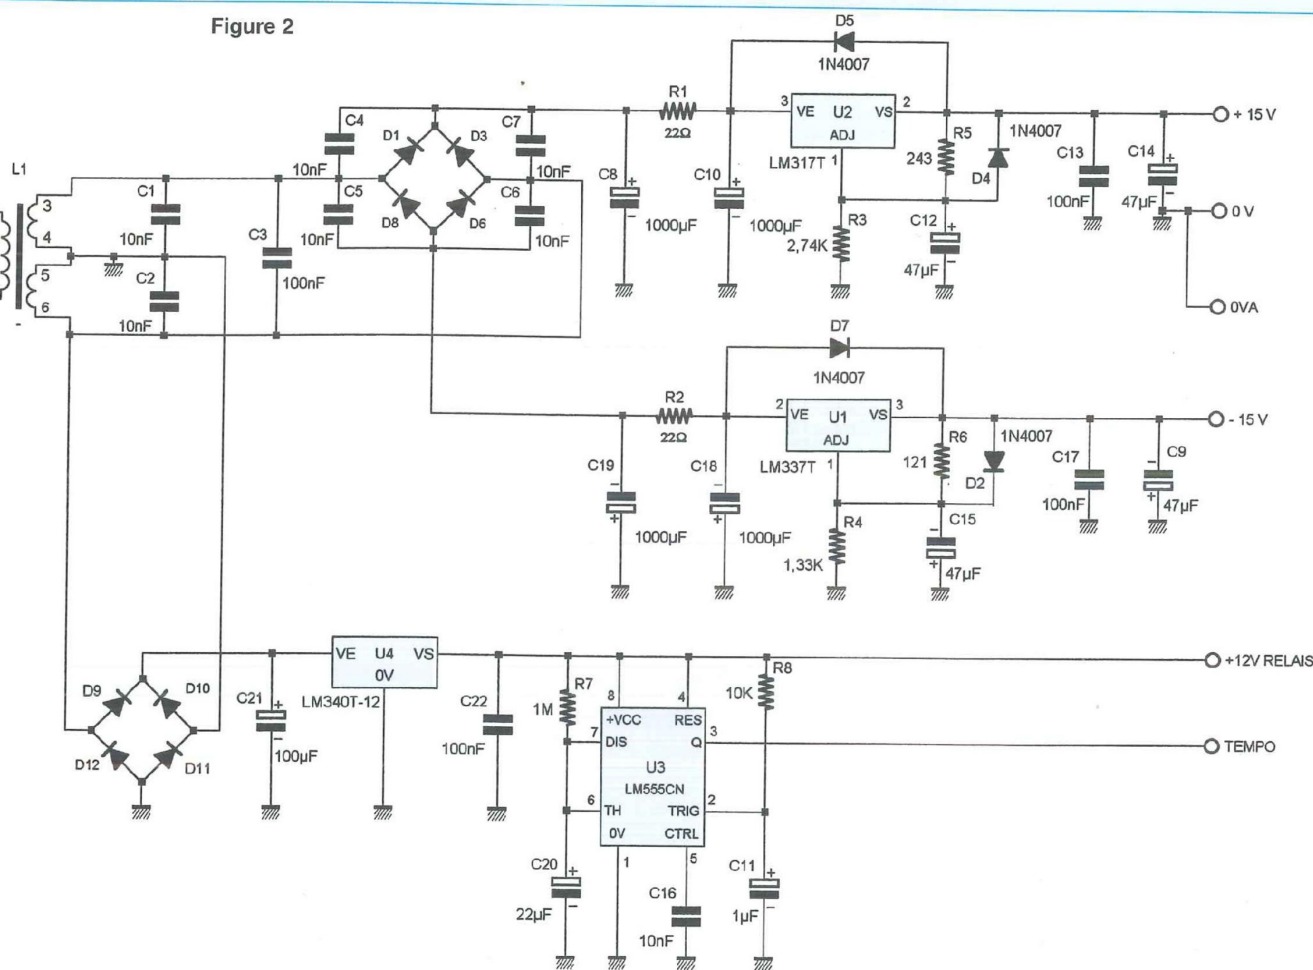 Figure 2
D5
1N4007
R1
22Ω
3
VE
U2
VS
2
ADJ
1
LM317T
R5
243
1N4007
D4
C13
100nF
C14
+
-
47µF
+ 15 V
0 V
0VA
C4
10nF
D1
D3
C7
10nF
C5
10nF
D8
D6
C6
10nF
C8
+
-
1000µF
C10
+
-
1000µF
R3
2,74K
C12
+
-
47µF
L1
3
4
5
6
-
C1
10nF
C2
10nF
C3
100nF
D7
1N4007
R2
22Ω
2
VE
U1
VS
3
ADJ
1
LM337T
R6
121
1N4007
D2
C17
100nF
C9
-
+
47µF
- 15 V
C19
-
+
1000µF
C18
-
+
1000µF
R4
1,33K
C15
-
+
47µF
D9
D10
D12
D11
C21
+
-
100µF
VE
U4
VS
0V
LM340T-12
C22
100nF
R7
1M
8
4
R8
10K
+12V RELAIS
+VCC
RES
7
DIS
Q
3
TEMPO
U3
LM555CN
6
TH
TRIG
2
0V
CTRL
1
5
C20
+
-
22µF
C16
10nF
C11
+
-
1µF